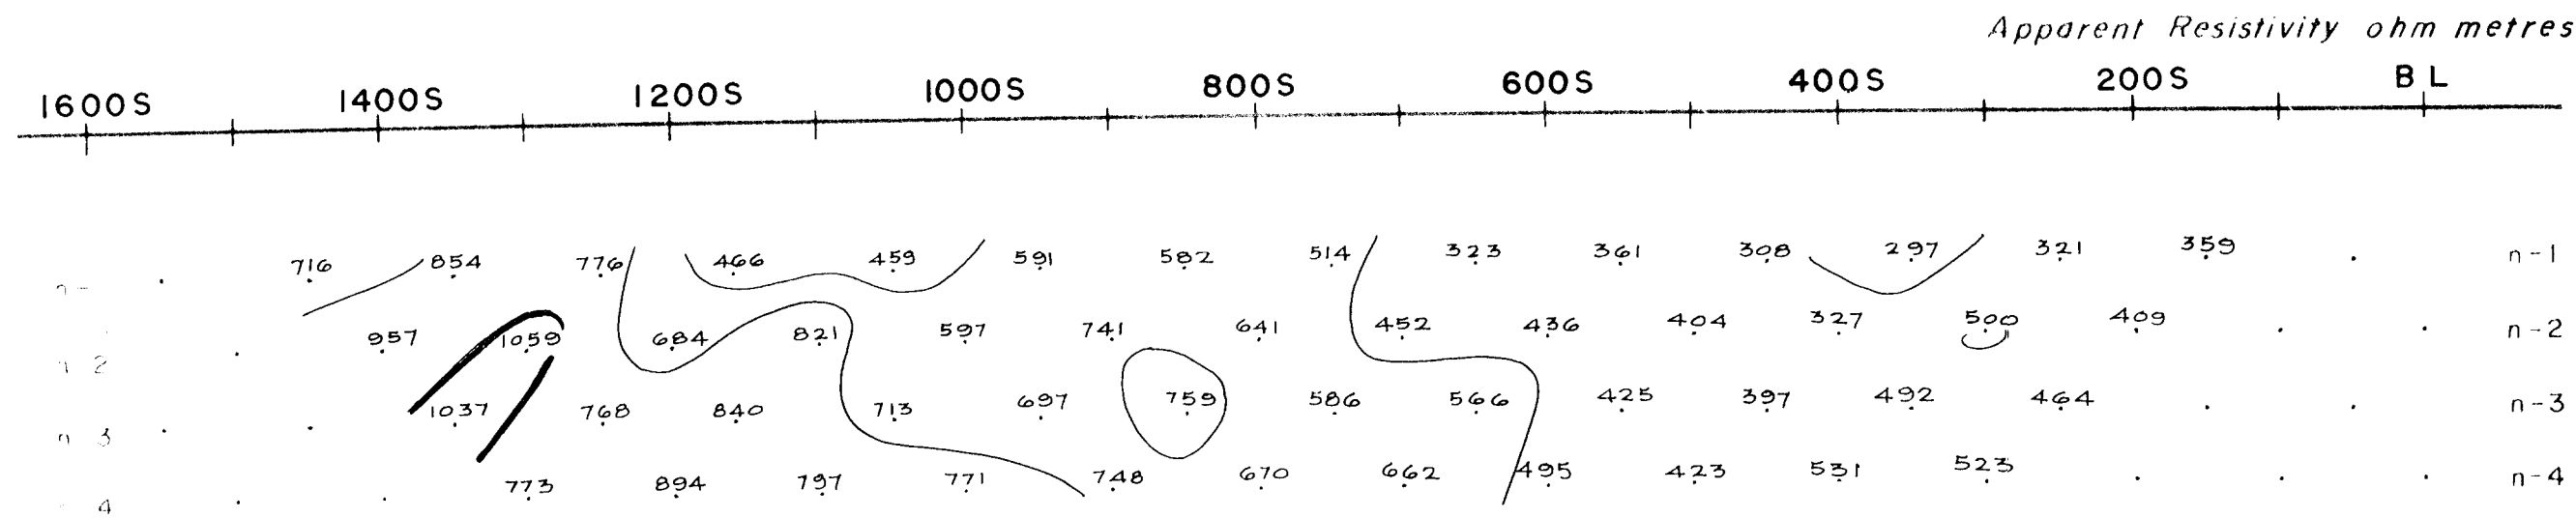 Apparent Resistivity ohm metres
1600S 1400S 1200S 1000S 800S 600S 400S 200S BL
716 854 776 466 459 591 582 514 323 361 308 297 321 359 n-1
n-
957 1059 684 821 597 741 641 452 436 404 327 500 409 n-2
n 2
1037 768 840 713 697 759 586 566 425 397 492 464 n-3
n 3
773 894 797 771 748 670 662 495 423 531 523 n-4
4